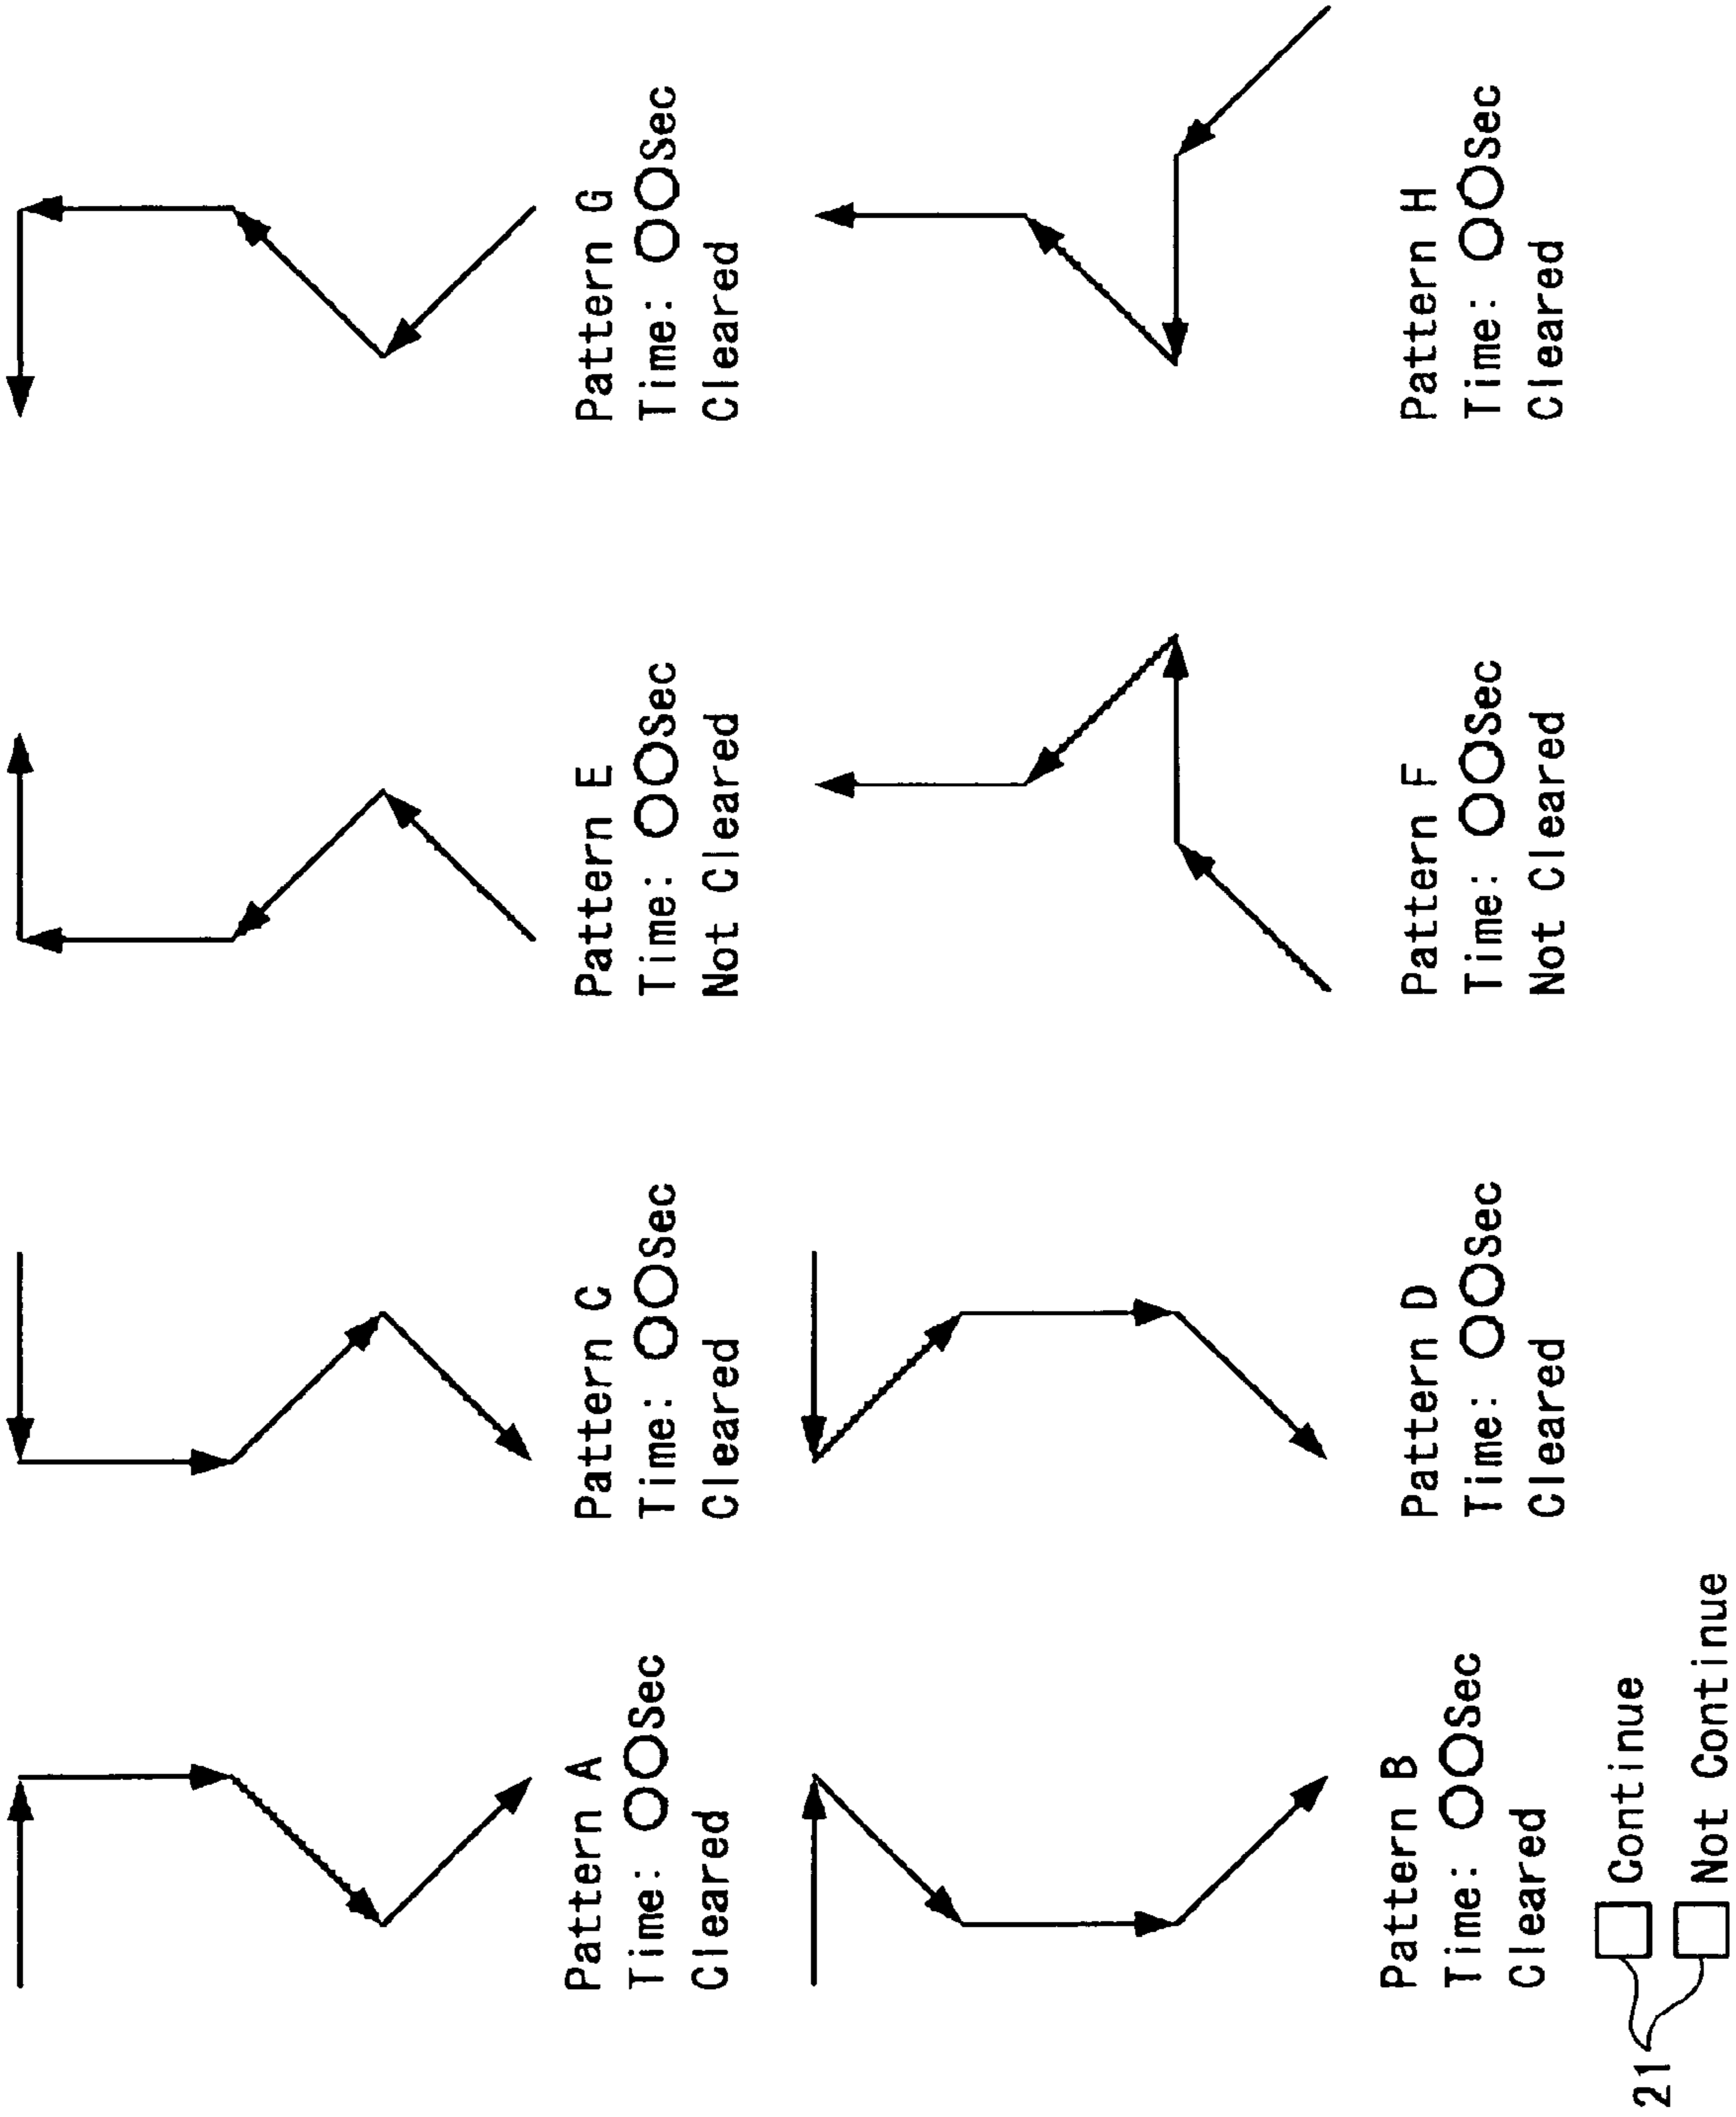 Pattern A
Time: ○○Sec
Cleared
Pattern C
Time: ○○Sec
Cleared
Pattern E
Time: ○○Sec
Not Cleared
Pattern G
Time: ○○Sec
Cleared
Pattern B
Time: ○○Sec
Cleared
Pattern D
Time: ○○Sec
Cleared
Pattern F
Time: ○○Sec
Not Cleared
Pattern H
Time: ○○Sec
Cleared
21
Continue
Not Continue